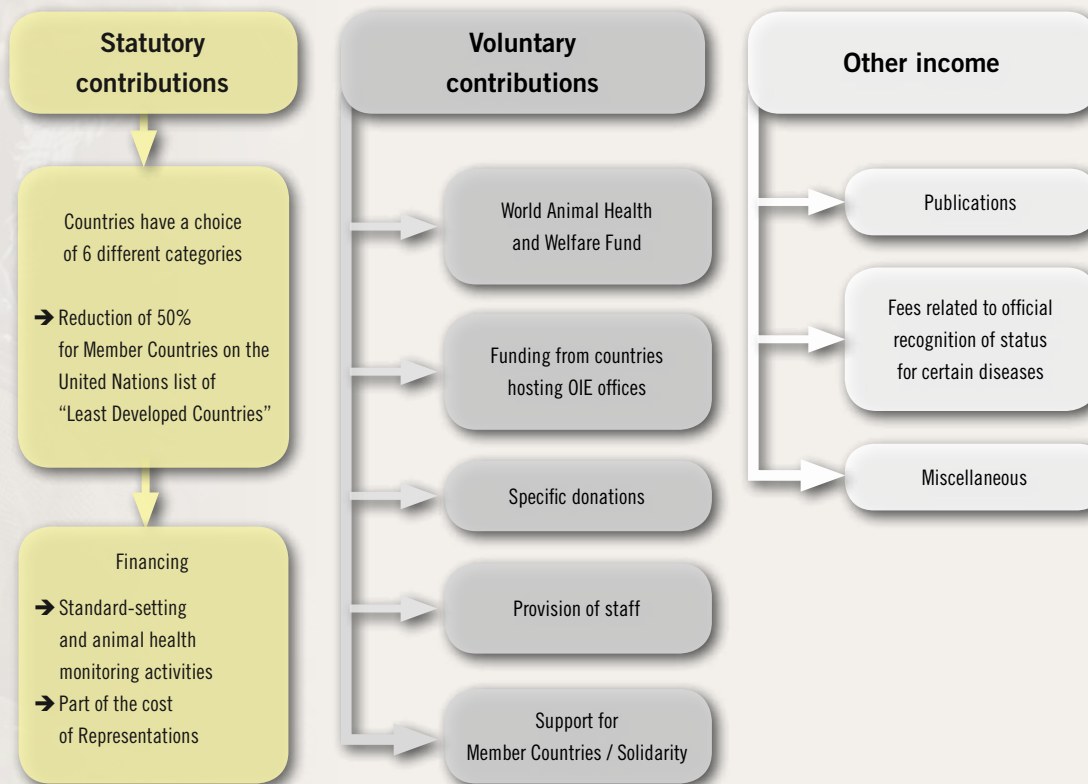 Statutory
contributions
Countries have a choice
of 6 different categories
➔ Reduction of 50%
for Member Countries on the
United Nations list of
“Least Developed Countries”
Financing
➔ Standard-setting
and animal health
monitoring activities
➔ Part of the cost
of Representations
Voluntary
contributions
World Animal Health
and Welfare Fund
Funding from countries
hosting OIE offices
Specific donations
Provision of staff
Support for
Member Countries / Solidarity
Other income
Publications
Fees related to official
recognition of status
for certain diseases
Miscellaneous